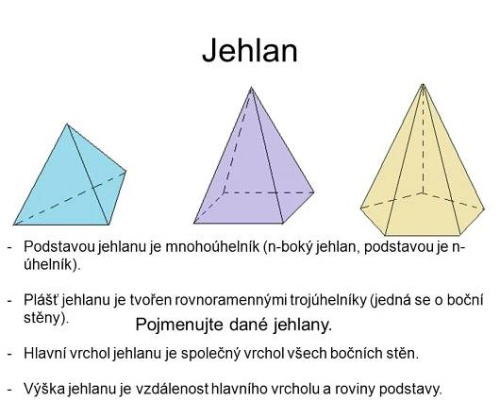 Jehlan
- Podstavou jehlanu je mnohoúhelník (n-boký jehlan, podstavou je n-
úhelník).
- Plášť jehlanu je tvořen rovnoramennými trojúhelníky (jedná se o boční
stěny).
Pojmenujte dané jehlany.
- Hlavní vrchol jehlanu je společný vrchol všech bočních stěn.
- Výška jehlanu je vzdálenost hlavního vrcholu a roviny podstavy.